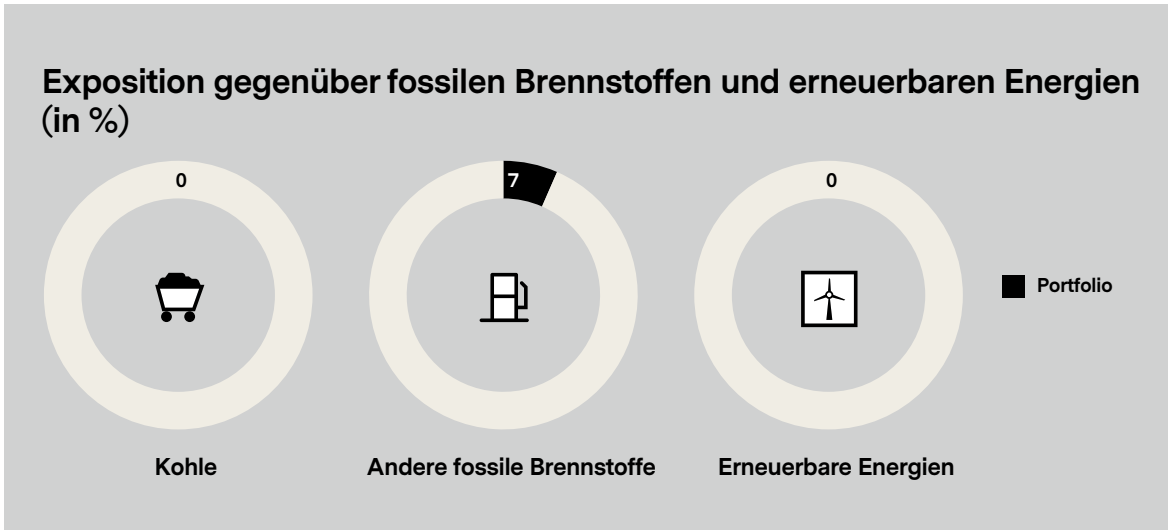 Exposition gegenüber fossilen Brennstoffen und erneuerbaren Energien
(in %)
0
7
0
Portfolio
Kohle
Andere fossile Brennstoffe
Erneuerbare Energien